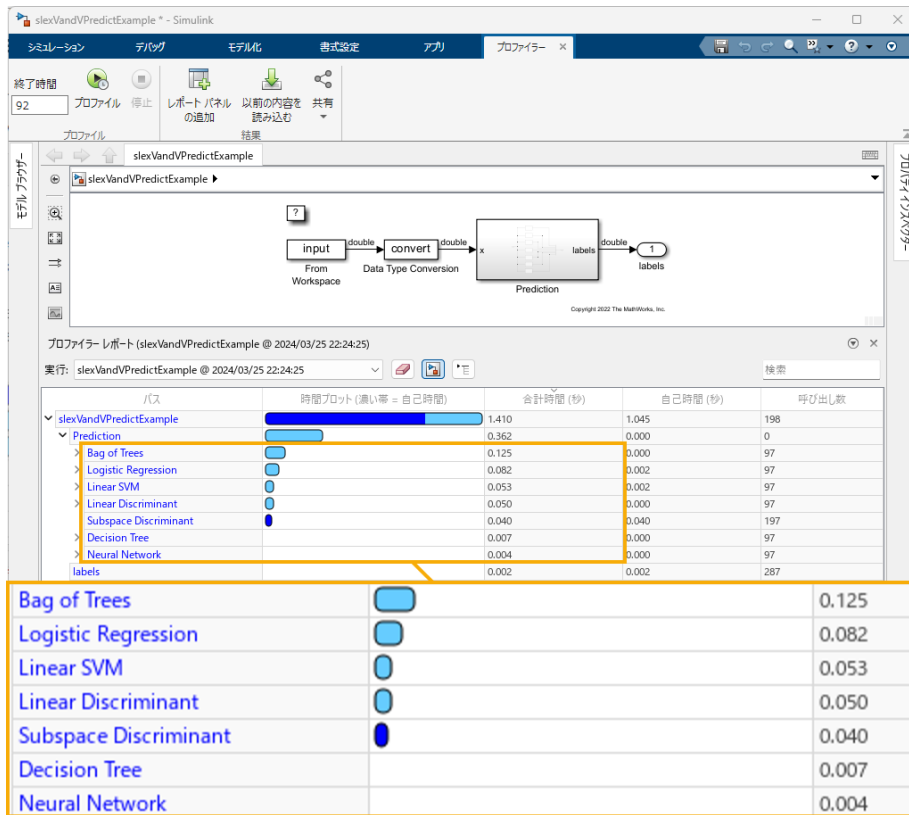 slexVandVPredictExample * - Simulink
シミュレーション デバッグ モデル化 書式設定 アプリ プロファイラー ×
終了時間
92
プロファイル 停止 レポート パネル の追加 以前の内容を 読み込む 共有
プロファイル 結果
モデル ブラウザー
プロパティ インスペクター
slexVandVPredictExample
slexVandVPredictExample
?
input double convert double x labels double 1
From Workspace Data Type Conversion Prediction labels
Copyright 2022 The MathWorks, Inc.
プロファイラー レポート (slexVandVPredictExample @ 2024/03/25 22:24:25)
実行: slexVandVPredictExample @ 2024/03/25 22:24:25 検索
パス 時間プロット (濃い帯 = 自己時間) 合計時間 (秒) 自己時間 (秒) 呼び出し数
slexVandVPredictExample 1.410 1.045 198
Prediction 0.362 0.000 0
Bag of Trees 0.125 0.000 97
Logistic Regression 0.082 0.002 97
Linear SVM 0.053 0.002 97
Linear Discriminant 0.050 0.000 97
Subspace Discriminant 0.040 0.040 197
Decision Tree 0.007 0.000 97
Neural Network 0.004 0.000 97
labels 0.002 0.002 287
Bag of Trees 0.125
Logistic Regression 0.082
Linear SVM 0.053
Linear Discriminant 0.050
Subspace Discriminant 0.040
Decision Tree 0.007
Neural Network 0.004